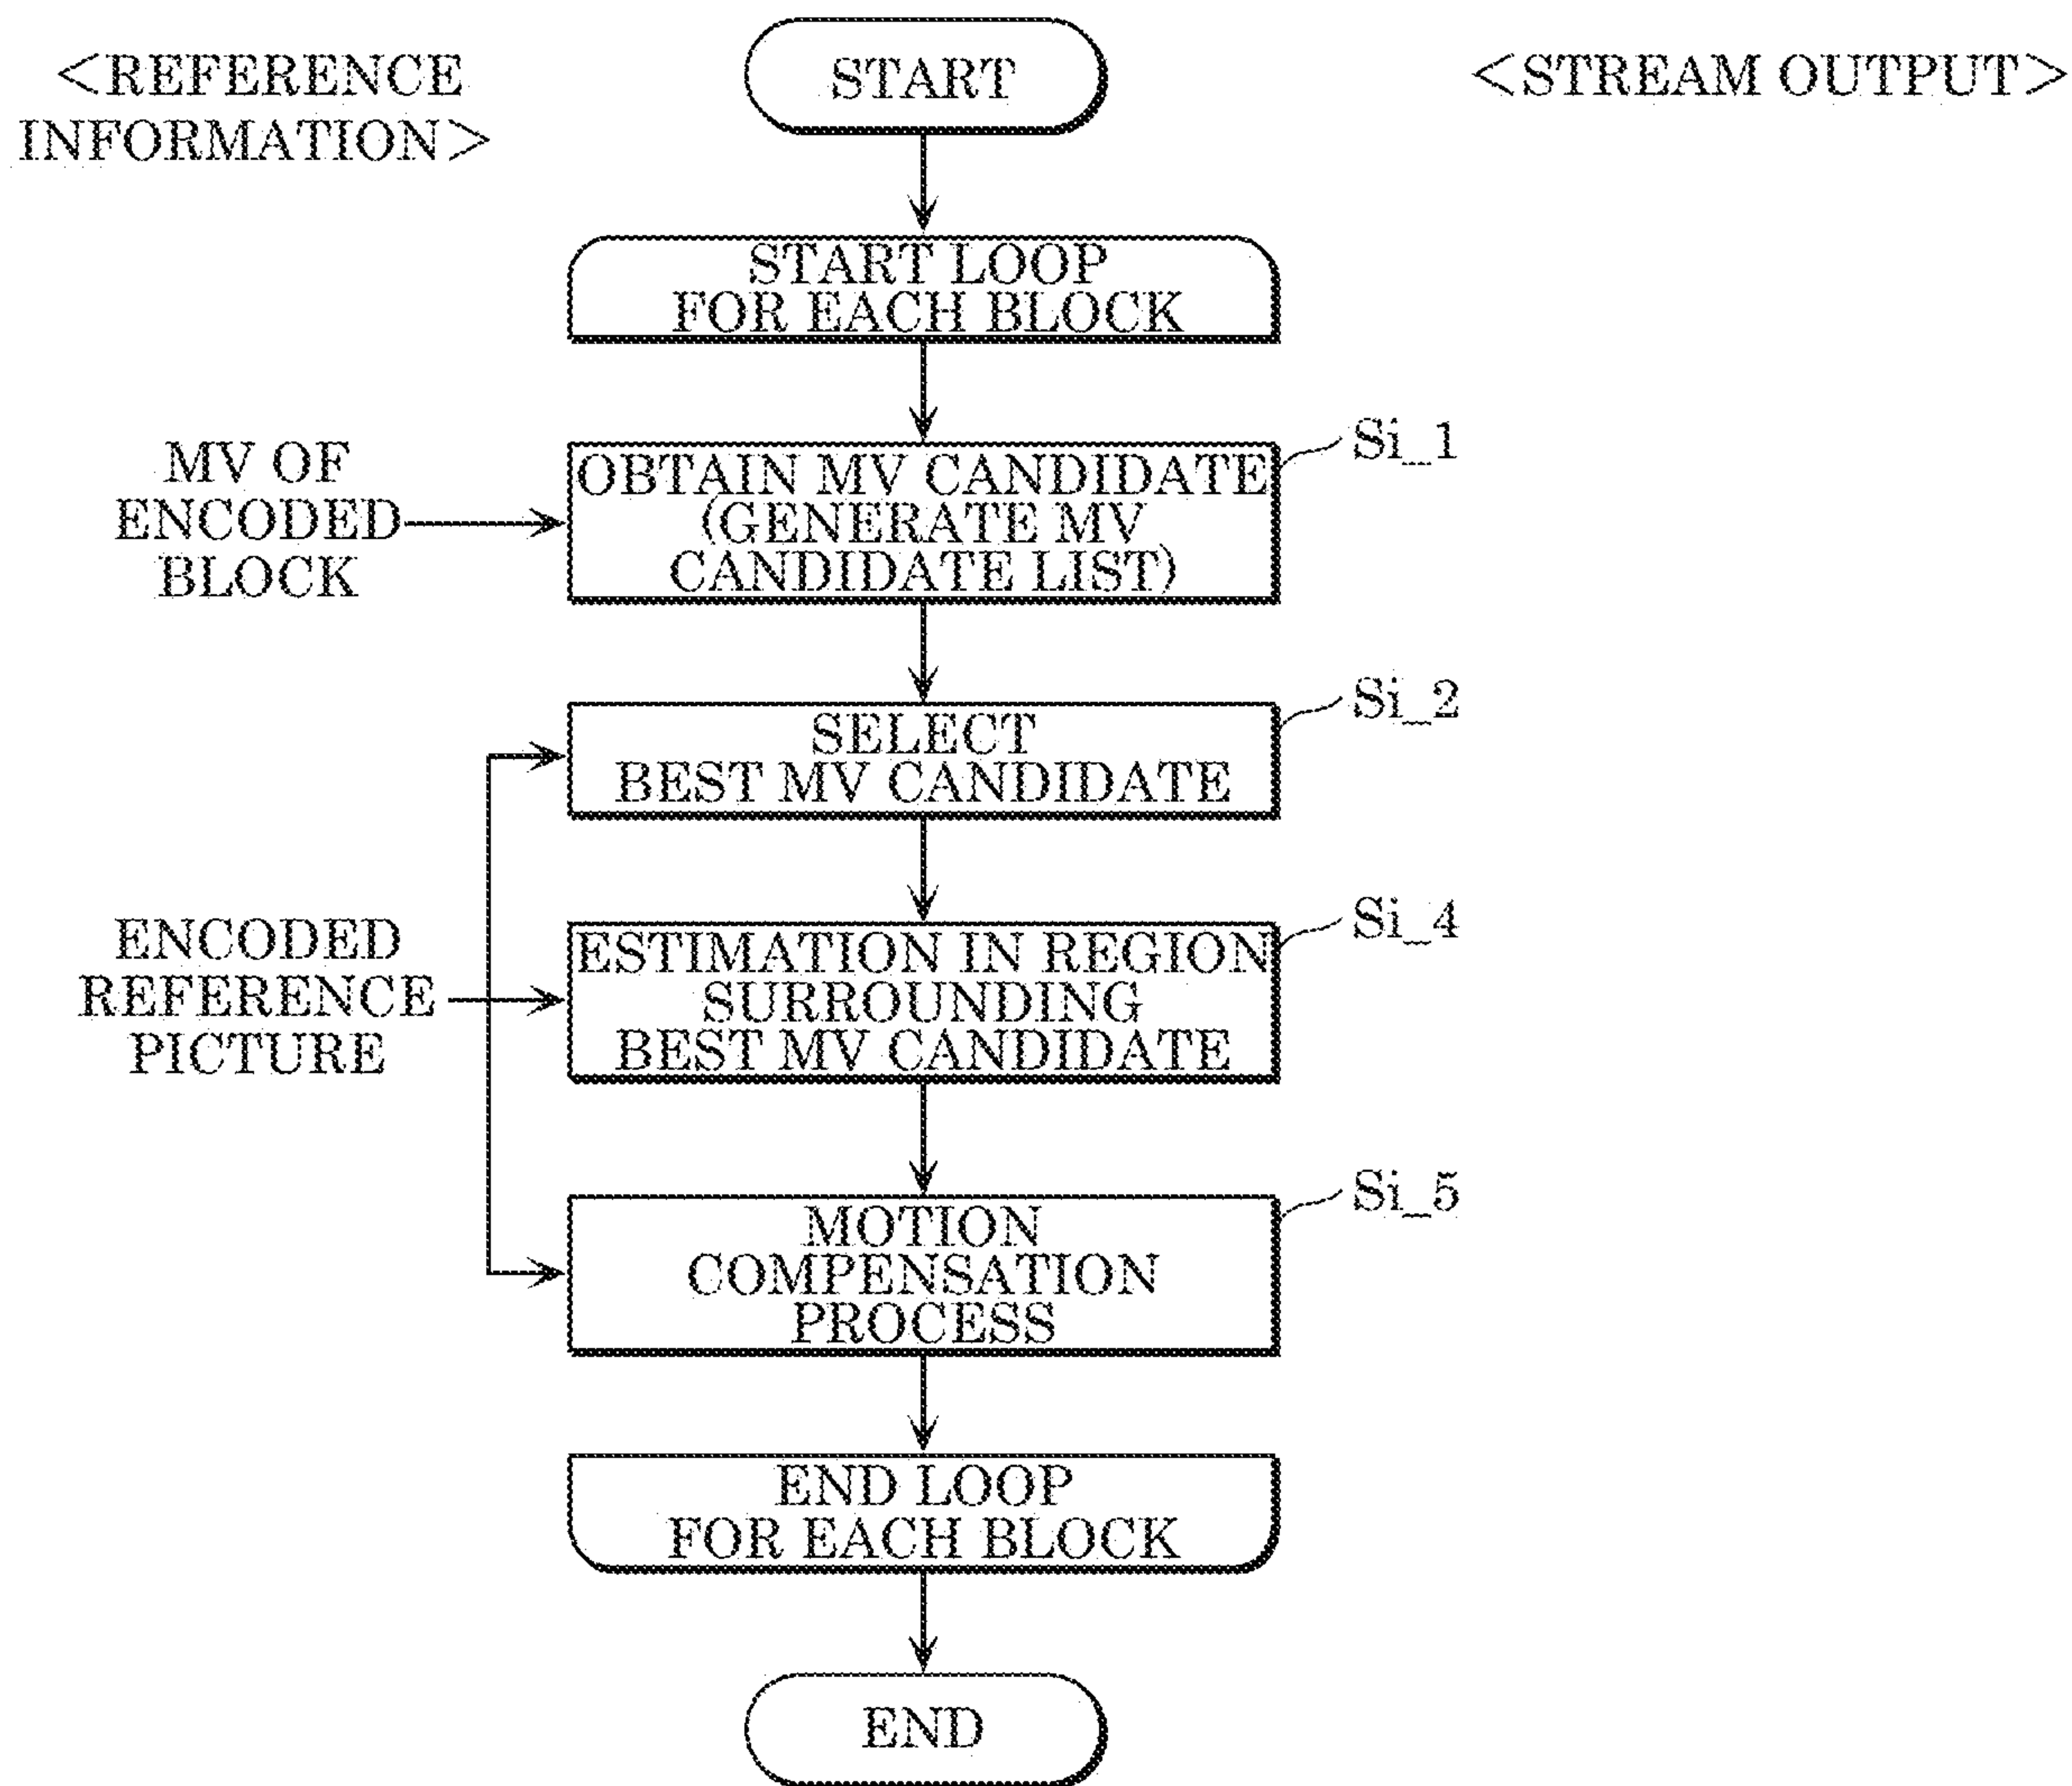 <REFERENCE
INFORMATION>
START
<STREAM OUTPUT>
START LOOP
FOR EACH BLOCK
MV OF
ENCODED
BLOCK
OBTAIN MV CANDIDATE
(GENERATE MV
CANDIDATE LIST)
Si_1
SELECT
BEST MV CANDIDATE
Si_2
ENCODED
REFERENCE
PICTURE
ESTIMATION IN REGION
SURROUNDING
BEST MV CANDIDATE
Si_4
MOTION
COMPENSATION
PROCESS
Si_5
END LOOP
FOR EACH BLOCK
END